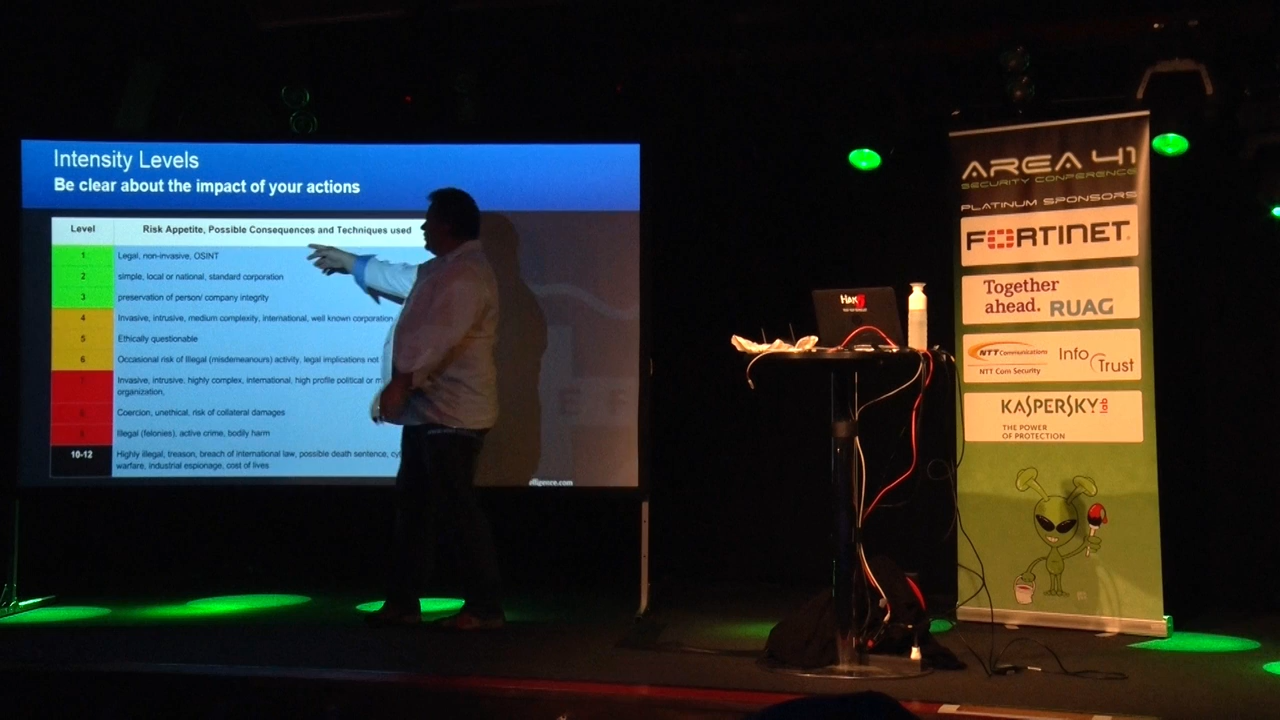 Intensity Levels
Be clear about the impact of your actions
Level Risk Appetite, Possible Consequences and Techniques used
1 Legal, non-invasive, OSINT
2 simple, local or national, standard corporation
3 preservation of person/ company integrity
4 Invasive, intrusive, medium complexity, international, well known corporation
5 Ethically questionable
6 Occasional risk of Illegal (misdemeanours) activity, legal implications not
Invasive, intrusive, highly complex, international, high profile political or
organization,
Coercion, unethical, risk of collateral damages
Illegal (felonies), active crime, bodily harm
10-12 Highly illegal, treason, breach of international law, possible death sentence,
warfare, industrial espionage, cost of lives
elligence.com
HAK5
AREA 41
SECURITY CONFERENCE
PLATINUM SPONSORS
FORTINET
Together
ahead. RUAG
NTT Communications
NTT Com Security
Info Trust
KASPERSKY lab
THE POWER
OF PROTECTION